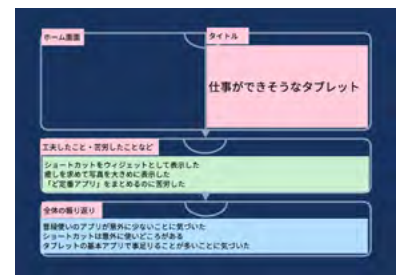 ホーム画面
タイトル
仕事ができそうなタブレット
工夫したこと・苦労したことなど
ショートカットをウィジェットとして表示した
癒しを求めて写真を大きめに表示した
「ど定番アプリ」をまとめるのに苦労した
全体の振り返り
普段使いのアプリが意外に少ないことに気づいた
ショートカットは意外に使いどころがある
タブレットの基本アプリで事足りることが多いことに気づいた